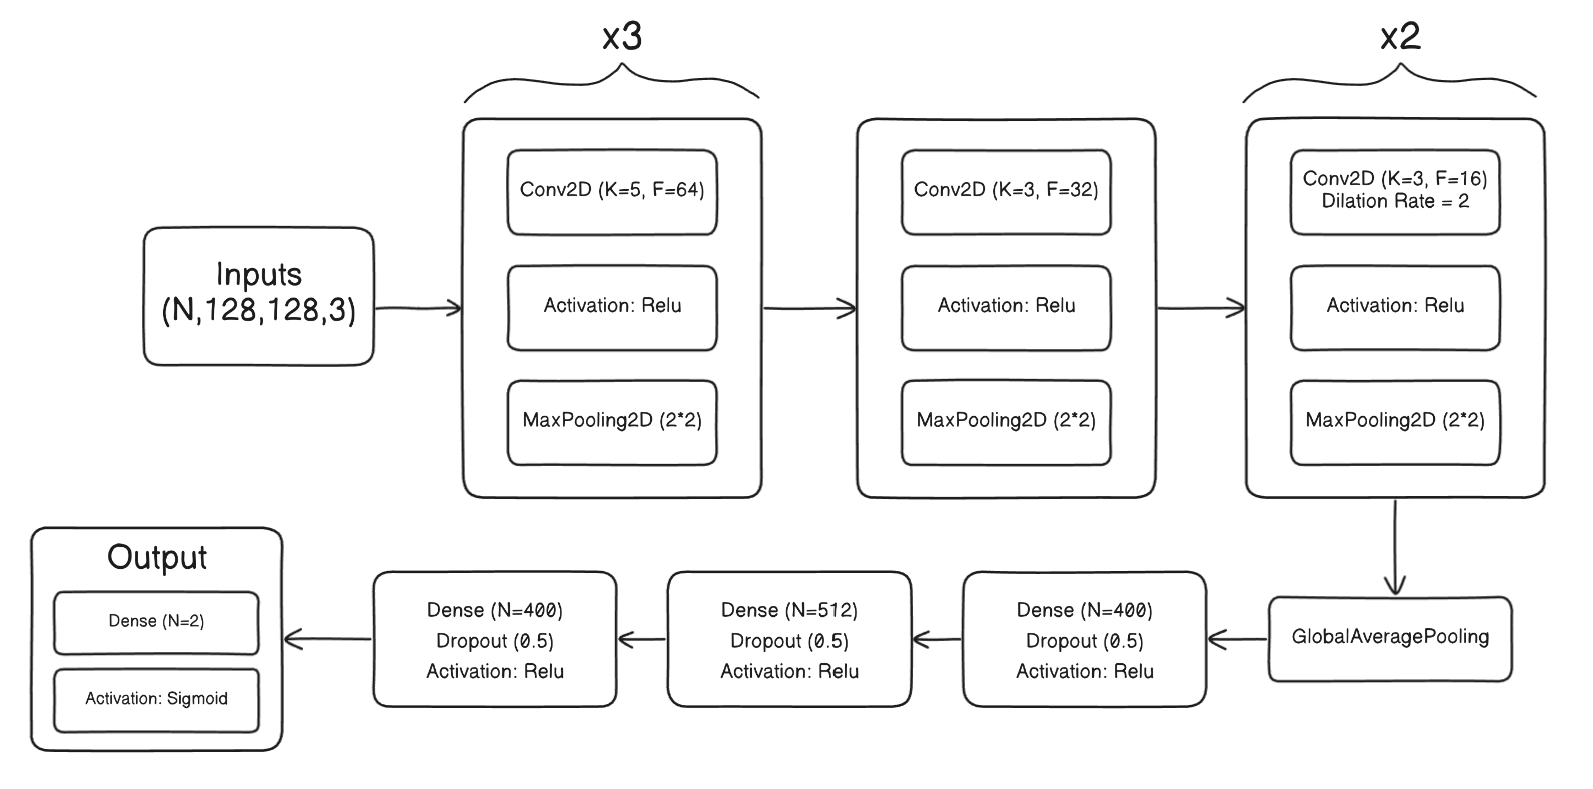 x3
x2
Inputs
(N,128,128,3)
Conv2D (K=5, F=64)
Activation: Relu
MaxPooling2D (2*2)
Conv2D (K=3, F=32)
Activation: Relu
MaxPooling2D (2*2)
Conv2D (K=3, F=16)
Dilation Rate = 2
Activation: Relu
MaxPooling2D (2*2)
GlobalAveragePooling
Dense (N=400)
Dropout (0.5)
Activation: Relu
Dense (N=512)
Dropout (0.5)
Activation: Relu
Dense (N=400)
Dropout (0.5)
Activation: Relu
Output
Dense (N=2)
Activation: Sigmoid